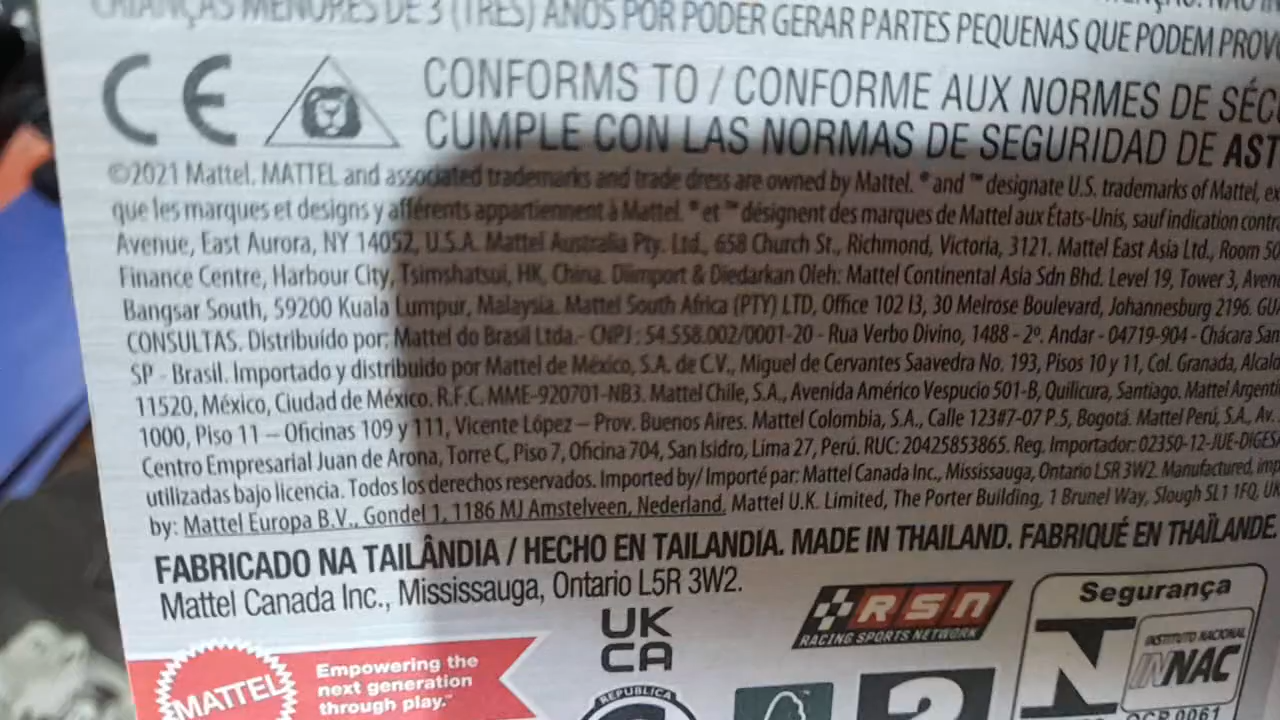 CRIANÇAS MENORES DE 3 (TRÊS) ANOS POR PODER GERAR PARTES PEQUENAS QUE PODEM PROV
CE
CONFORMS TO / CONFORME AUX NORMES DE SÉC
CUMPLE CON LAS NORMAS DE SEGURIDAD DE AST
©2021 Mattel. MATTEL and associated trademarks and trade dress are owned by Mattel. ® and ™ designate U.S. trademarks of Mattel, ex
que les marques et designs y afférents appartiennent à Mattel. ® et ™ désignent des marques de Mattel aux États-Unis, sauf indication contra
Avenue, East Aurora, NY 14052, U.S.A. Mattel Australia Pty. Ltd., 658 Church St., Richmond, Victoria, 3121. Mattel East Asia Ltd., Room 50
Finance Centre, Harbour City, Tsimshatsui, HK, China. Diimport & Diedarkan Oleh: Mattel Continental Asia Sdn Bhd. Level 19, Tower 3, Aven
Bangsar South, 59200 Kuala Lumpur, Malaysia. Mattel South Africa (PTY) LTD, Office 102 I3, 30 Melrose Boulevard, Johannesburg 2196. GUA
CONSULTAS. Distribuído por: Mattel do Brasil Ltda.- CNPJ : 54.558.002/0001-20 - Rua Verbo Divino, 1488 - 2º. Andar - 04719-904 - Chácara San
SP - Brasil. Importado y distribuido por Mattel de México, S.A. de C.V., Miguel de Cervantes Saavedra No. 193, Pisos 10 y 11, Col. Granada, Alcald
11520, México, Ciudad de México. R.F.C. MME-920701-NB3. Mattel Chile, S.A., Avenida Américo Vespucio 501-B, Quilicura, Santiago. Mattel Argenti
1000, Piso 11 – Oficinas 109 y 111, Vicente López – Prov. Buenos Aires. Mattel Colombia, S.A., Calle 123#7-07 P.5, Bogotá. Mattel Perú, S.A., Av.
Centro Empresarial Juan de Arona, Torre C, Piso 7, Oficina 704, San Isidro, Lima 27, Perú. RUC: 20425853865. Reg. Importador: 02350-12-JUE-DIGES
utilizadas bajo licencia. Todos los derechos reservados. Imported by/ Importé par: Mattel Canada Inc., Mississauga, Ontario L5R 3W2. Manufactured, imp
by: Mattel Europa B.V., Gondel 1, 1186 MJ Amstelveen, Nederland. Mattel U.K. Limited, The Porter Building, 1 Brunel Way, Slough SL1 1FQ, UK
FABRICADO NA TAILÂNDIA / HECHO EN TAILANDIA. MADE IN THAILAND. FABRIQUÉ EN THAÏLANDE.
Mattel Canada Inc., Mississauga, Ontario L5R 3W2.
MATTEL
Empowering the
next generation
through play.™
UK
CA
REPUBLICA
RSN
RACING SPORTS NETWORK
Segurança
INSTITUTO NACIONAL
INNAC
OCP 0061